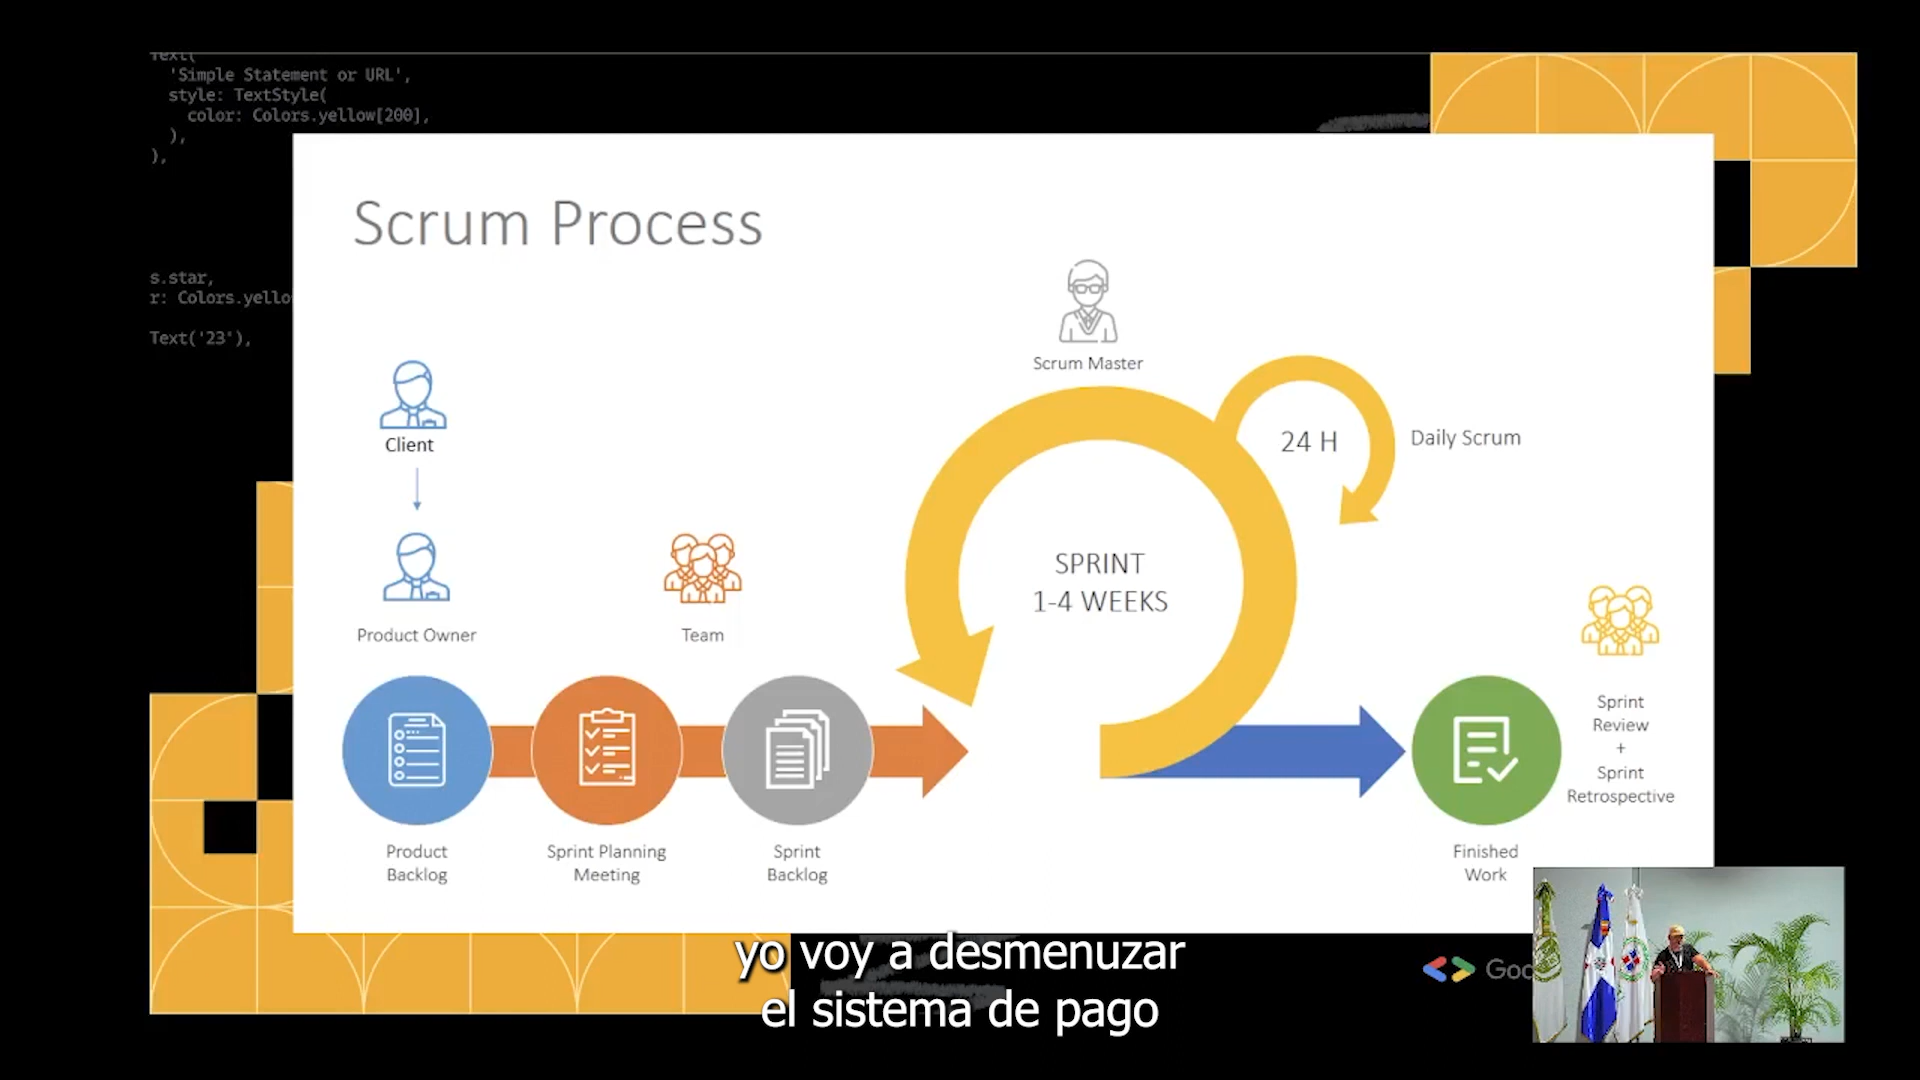 Text(
'Simple Statement or URL',
style: TextStyle(
color: Colors.yellow[200],
),
),
s.star,
r: Colors.yello
Text('23'),
Scrum Process
Scrum Master
Client
24 H
Daily Scrum
SPRINT
1-4 WEEKS
Product Owner
Team
Sprint
Review
+
Sprint
Retrospective
Product
Backlog
Sprint Planning
Meeting
Sprint
Backlog
Finished
Work
yo voy a desmenuzar
el sistema de pago